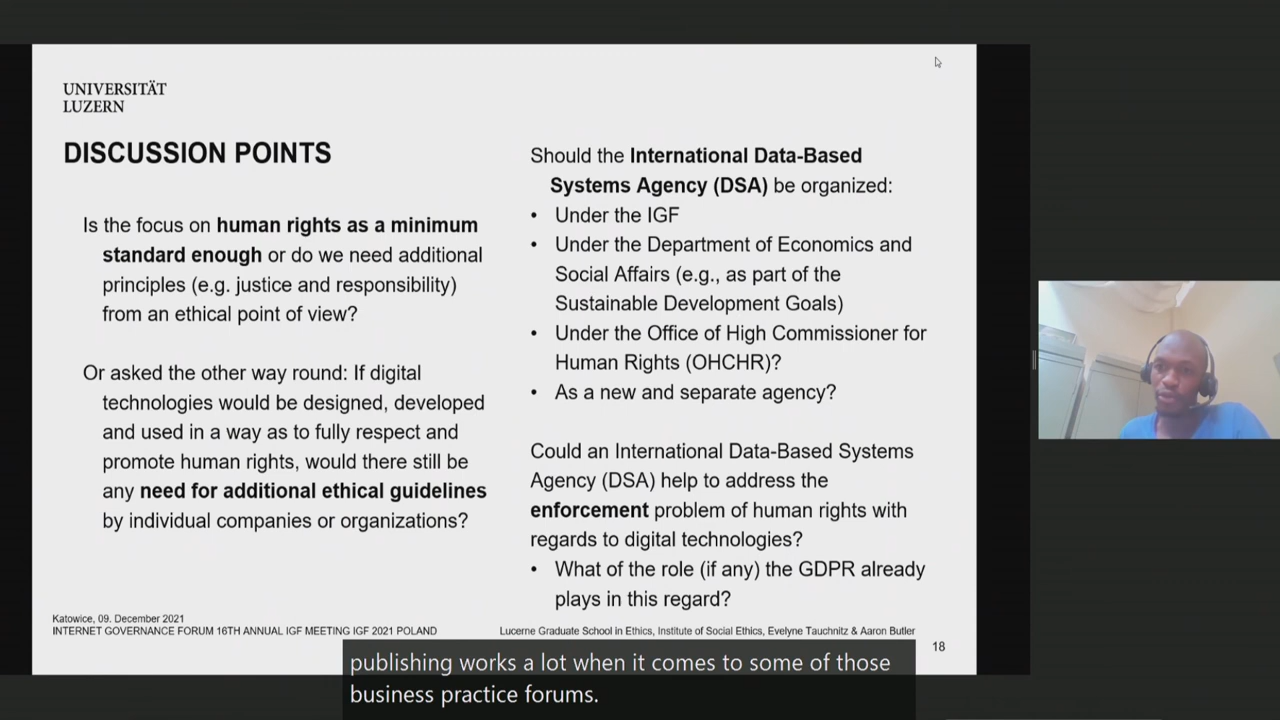 UNIVERSITÄT
LUZERN
DISCUSSION POINTS
Is the focus on human rights as a minimum
standard enough or do we need additional
principles (e.g. justice and responsibility)
from an ethical point of view?
Or asked the other way round: If digital
technologies would be designed, developed
and used in a way as to fully respect and
promote human rights, would there still be
any need for additional ethical guidelines
by individual companies or organizations?
Should the International Data-Based
Systems Agency (DSA) be organized:
• Under the IGF
• Under the Department of Economics and
Social Affairs (e.g., as part of the
Sustainable Development Goals)
• Under the Office of High Commissioner for
Human Rights (OHCHR)?
• As a new and separate agency?
Could an International Data-Based Systems
Agency (DSA) help to address the
enforcement problem of human rights with
regards to digital technologies?
• What of the role (if any) the GDPR already
plays in this regard?
Katowice, 09. December 2021
INTERNET GOVERNANCE FORUM 16TH ANNUAL IGF MEETING IGF 2021 POLAND
Lucerne Graduate School in Ethics, Institute of Social Ethics, Evelyne Tauchnitz & Aaron Butler
18
publishing works a lot when it comes to some of those
business practice forums.